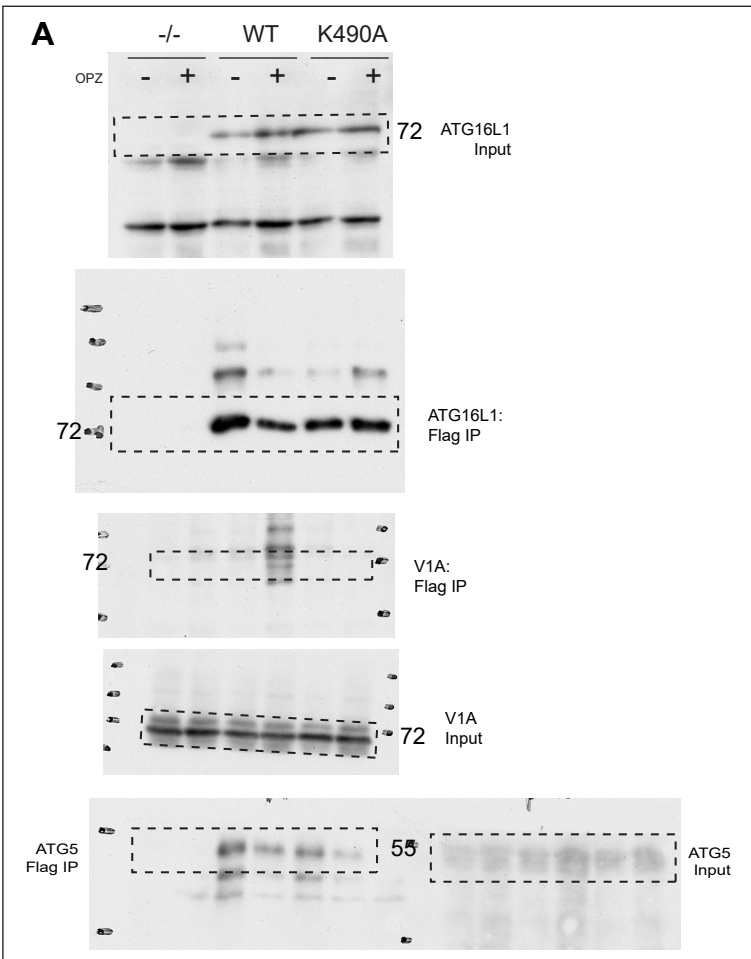 A
-/- WT K490A
OPZ - + - + - +
72 ATG16L1
Input
ATG16L1:
Flag IP
72
72
V1A:
Flag IP
V1A
72 Input
ATG5
Flag IP
55
ATG5
Input